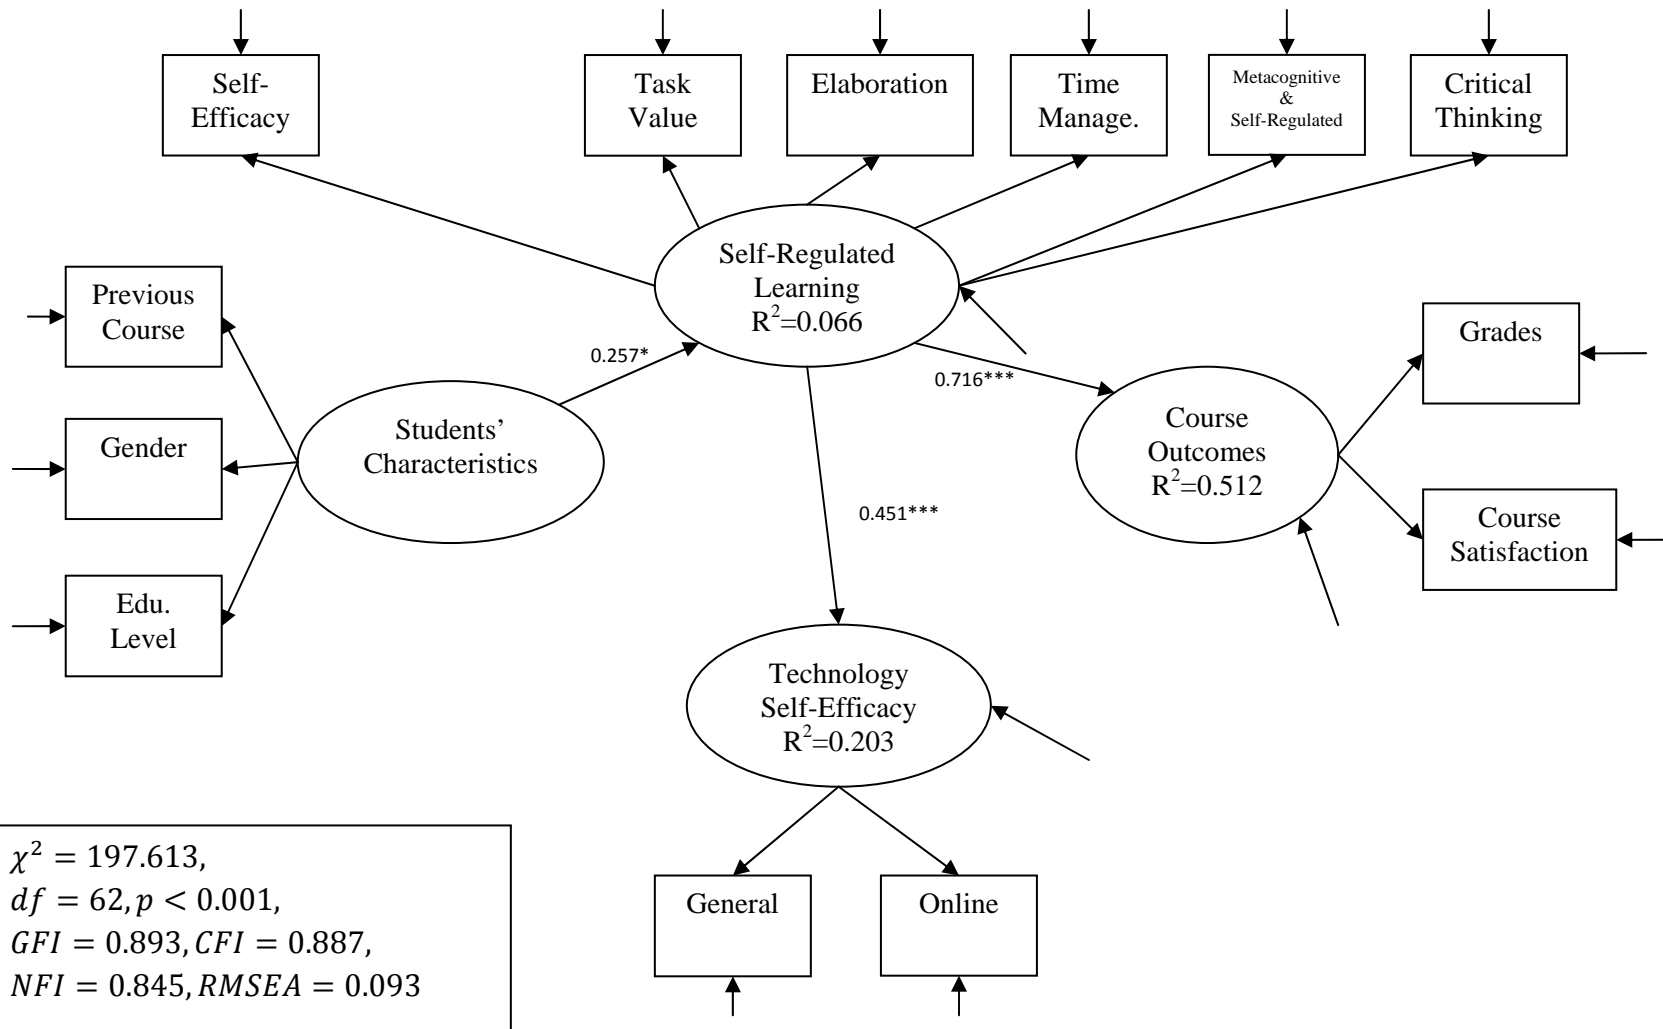 Self-
Efficacy
Task
Value
Elaboration
Time
Manage.
Metacognitive
&
Self-Regulated
Critical
Thinking
Self-Regulated
Learning
R²=0.066
Previous
Course
Gender
Edu.
Level
Students’
Characteristics
0.257*
0.716***
0.451***
Course
Outcomes
R²=0.512
Grades
Course
Satisfaction
Technology
Self-Efficacy
R²=0.203
General
Online
χ² = 197.613,
df = 62, p < 0.001,
GFI = 0.893, CFI = 0.887,
NFI = 0.845, RMSEA = 0.093